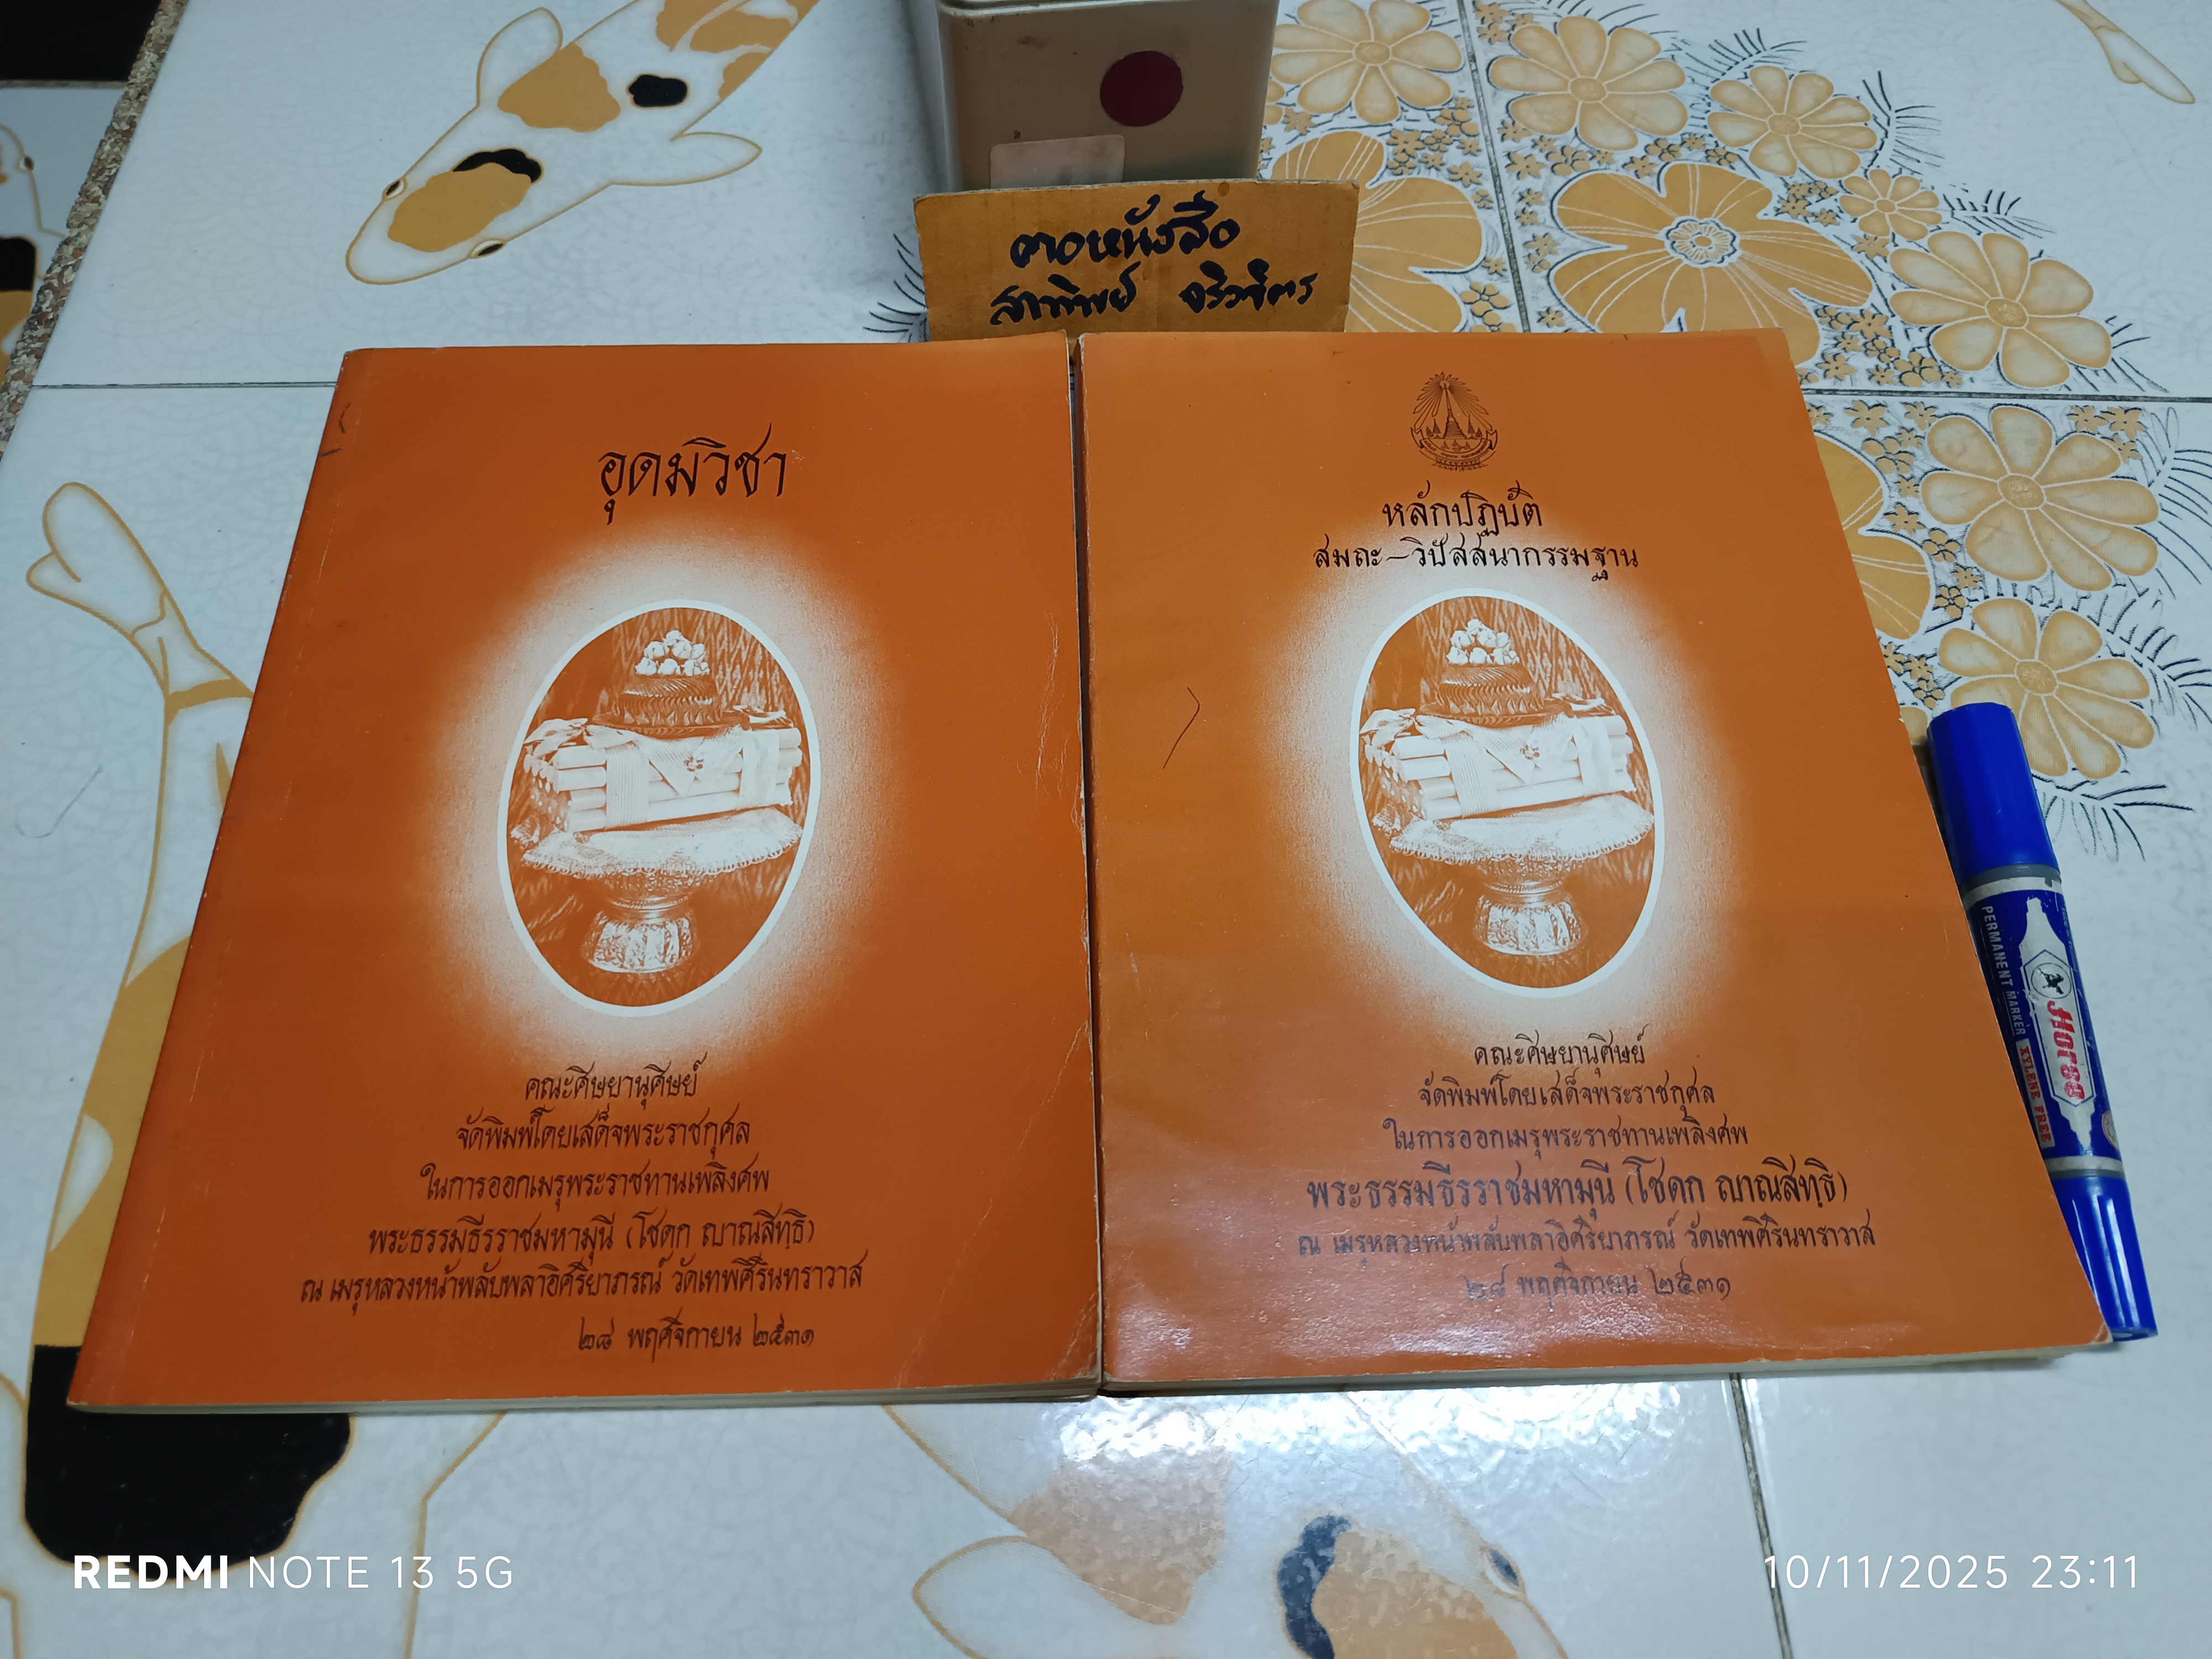 ตาอหนังสือ
สาทิพย์
อุดมวิชา
คณะศิษยานุศิษย์
จัดพิมพ์โดยเสด็จพระราชกุศล
ในการออกเมรุพระราชทานเพลิงศพ
พระธรรมธีรราชมหามุนี (โชดก ญาณสิทฺธิ)
ณ เมรุหลวงหน้าพลับพลาอิศริยาภรณ์ วัดเทพศิรินทราวาส
๒๘ พฤศจิกายน ๒๕๓๑
หลักปฏิบัติ
สมถะ–วิปัสสนากรรมฐาน
คณะศิษยานุศิษย์
จัดพิมพ์โดยเสด็จพระราชกุศล
ในการออกเมรุพระราชทานเพลิงศพ
พระธรรมธีรราชมหามุนี (โชดก ญาณสิทฺธิ)
ณ เมรุหลวงหน้าพลับพลาอิศริยาภรณ์ วัดเทพศิรินทราวาส
๒๘ พฤศจิกายน ๒๕๓๑
PERMANENT MARKER XYLENE FREE
Horse
REDMI NOTE 13 5G
10/11/2025 23:11